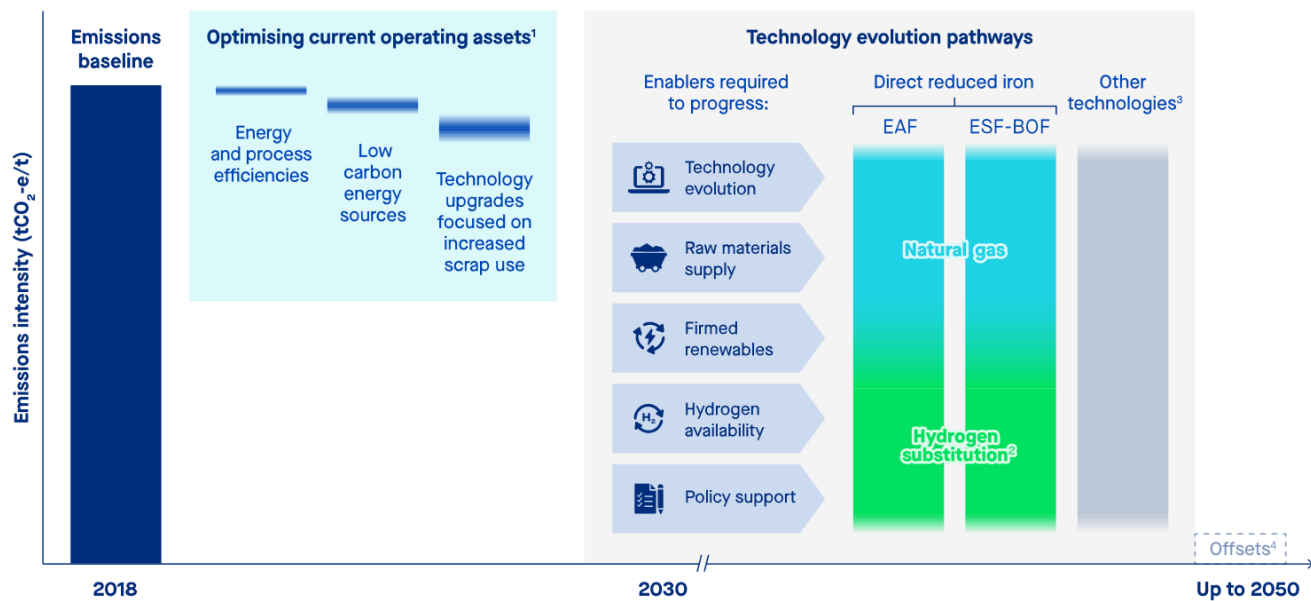 Emissions intensity (tCO₂-e/t)
Emissions
baseline
Optimising current operating assets¹
Energy
and process
efficiencies
Low
carbon
energy
sources
Technology
upgrades
focused on
increased
scrap use
Technology evolution pathways
Enablers required
to progress:
Technology
evolution
Raw materials
supply
Firmed
renewables
H₂
Hydrogen
availability
Policy support
Direct reduced iron
EAF
ESF-BOF
Natural gas
Hydrogen
substitution²
Other
technologies³
Offsets⁴
2018
2030
Up to 2050